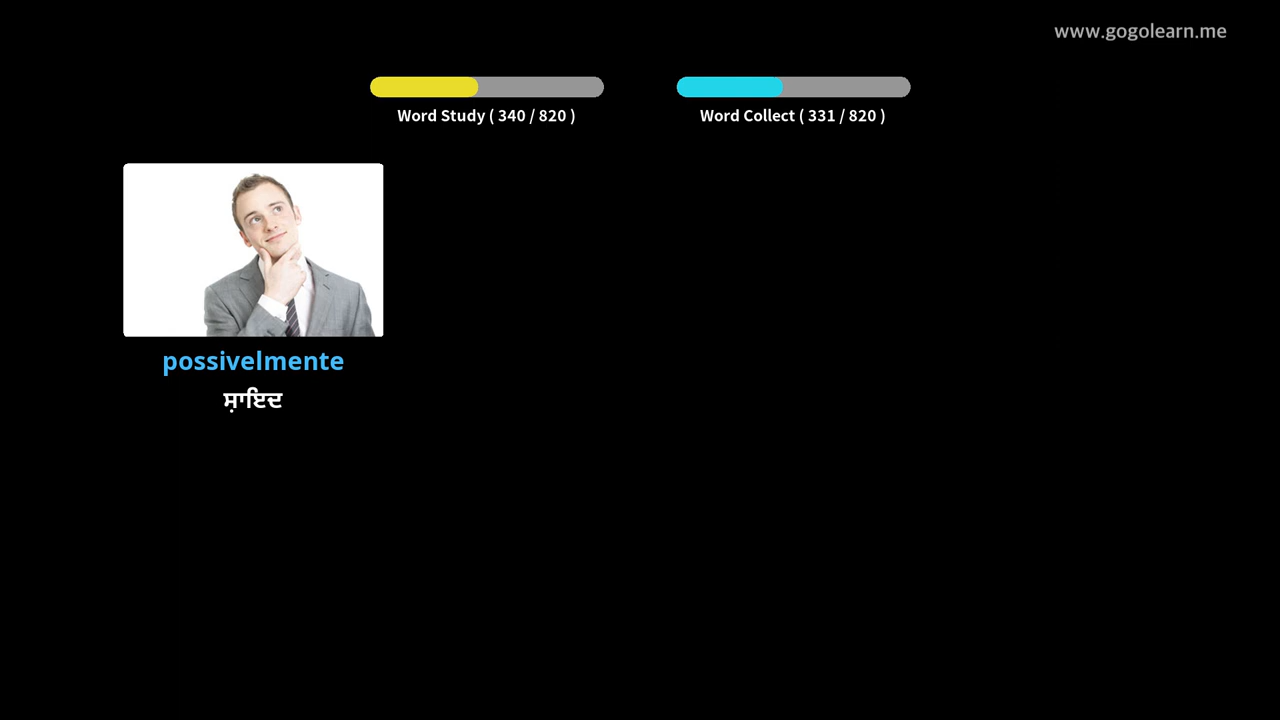 www.gogolearn.me
Word Study ( 340 / 820 )
Word Collect ( 331 / 820 )
possivelmente
ਸ਼ਾਇਦ